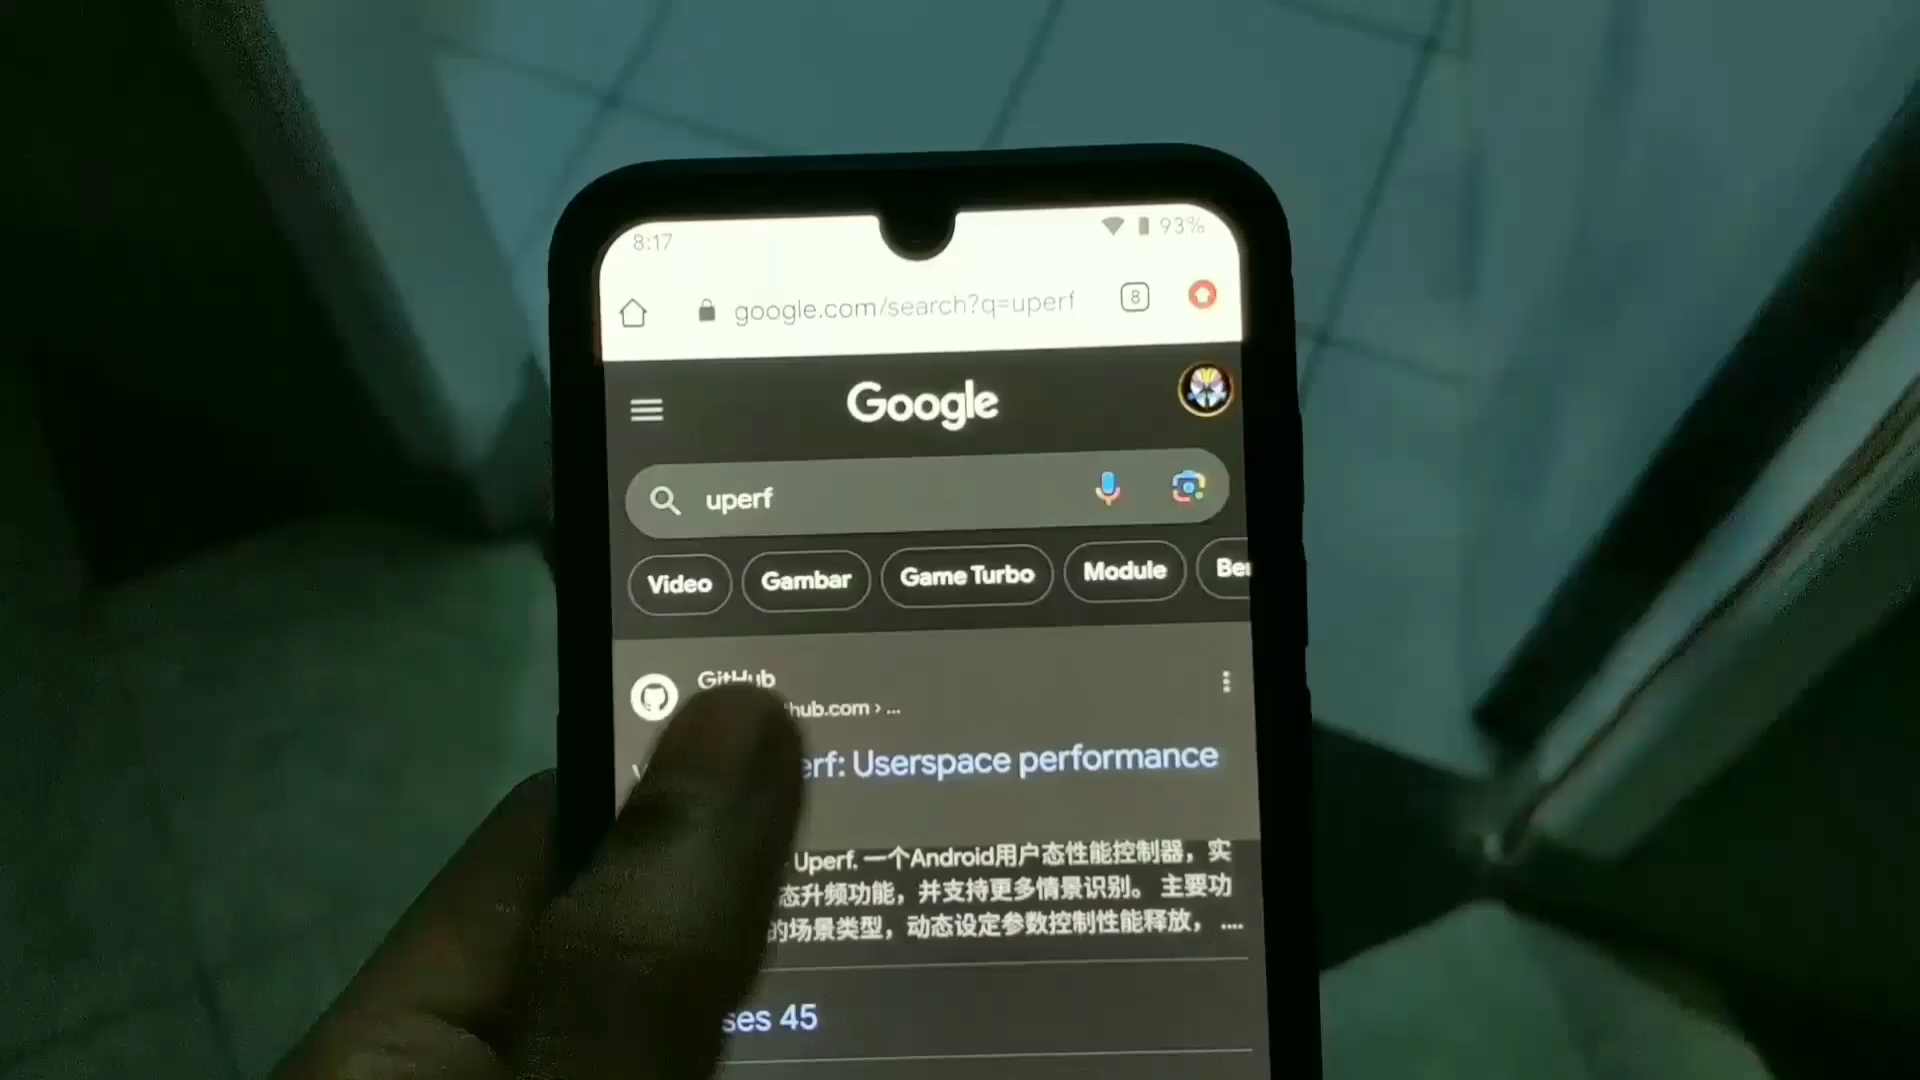 8:17
93%
google.com/search?q=uperf
8
Google
uperf
Video
Gambar
Game Turbo
Module
GitHub
hub.com › ...
erf: Userspace performance
Uperf. 一个Android用户态性能控制器，实
态升频功能，并支持更多情景识别。 主要功
的场景类型，动态设定参数控制性能释放， ....
ses 45